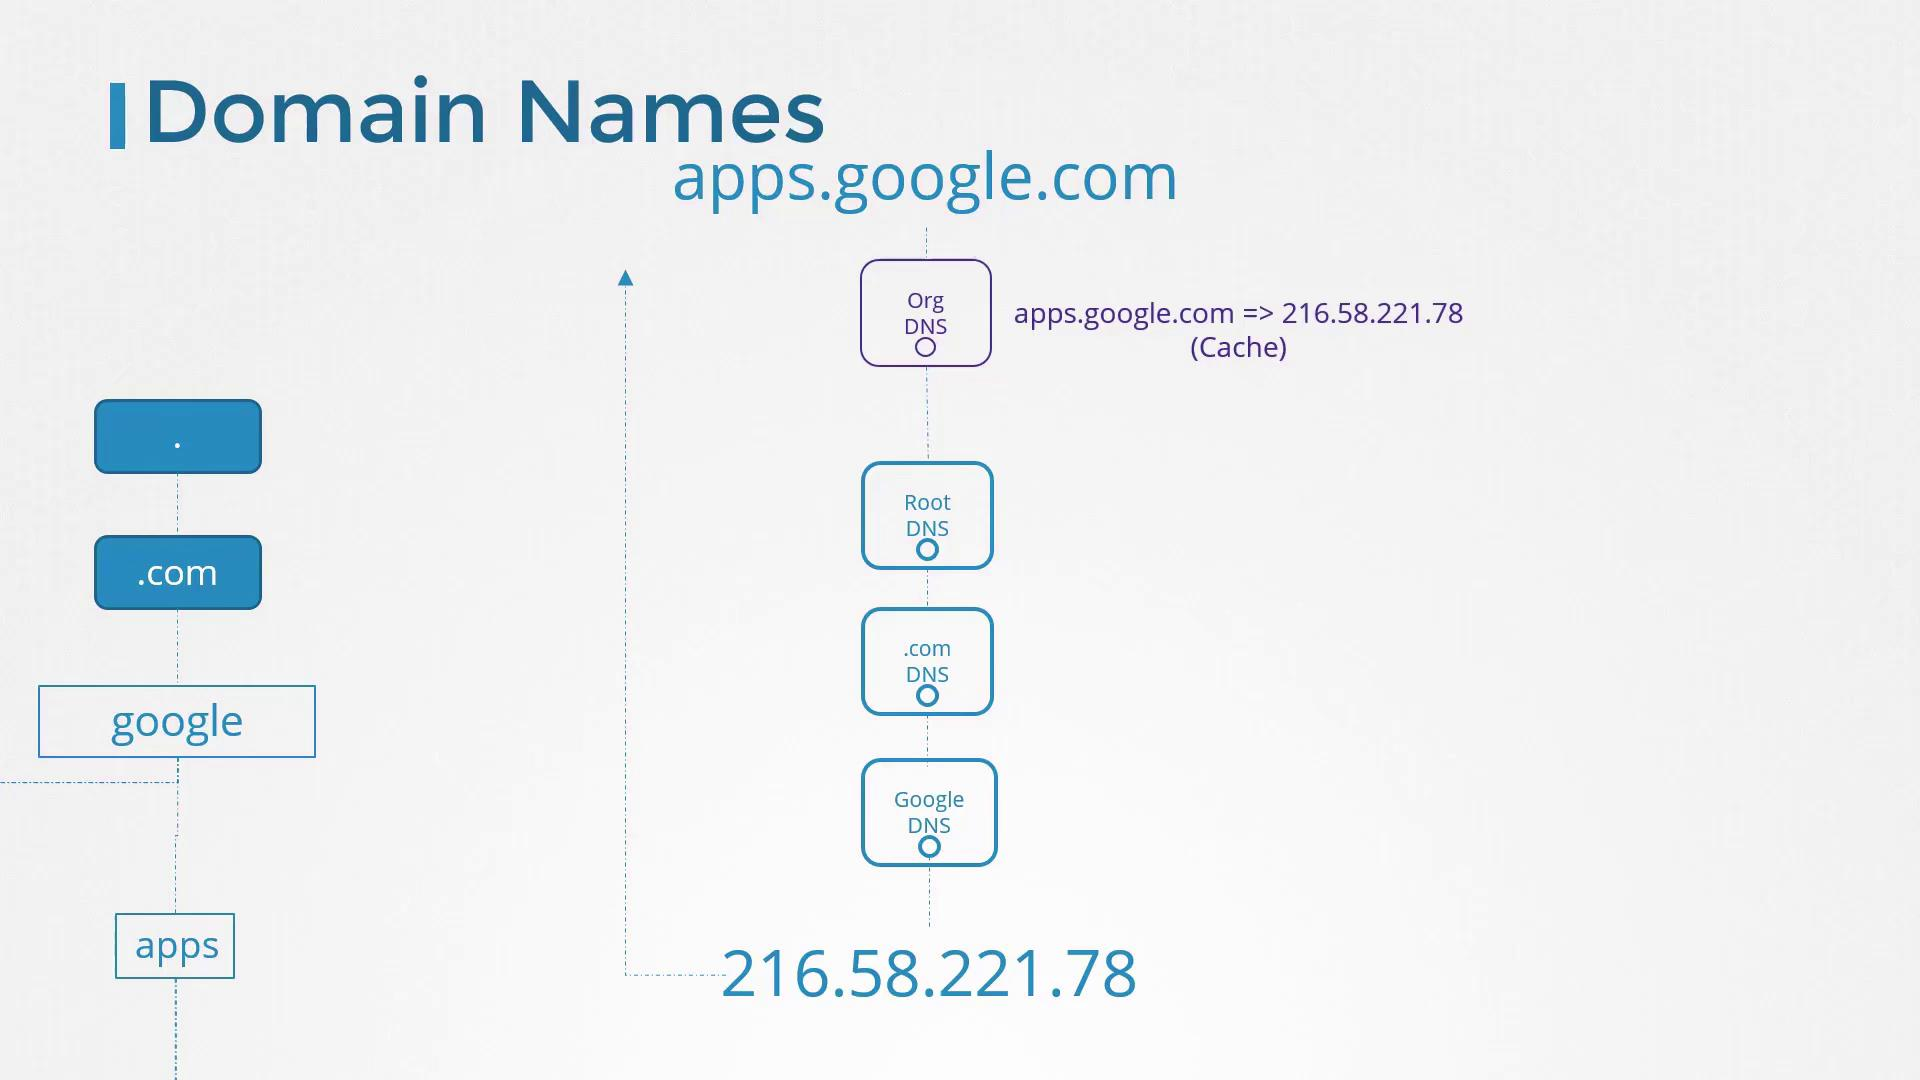 Domain Names
apps.google.com
Org
DNS
apps.google.com => 216.58.221.78
(Cache)
.
.com
google
apps
Root
DNS
.com
DNS
Google
DNS
216.58.221.78